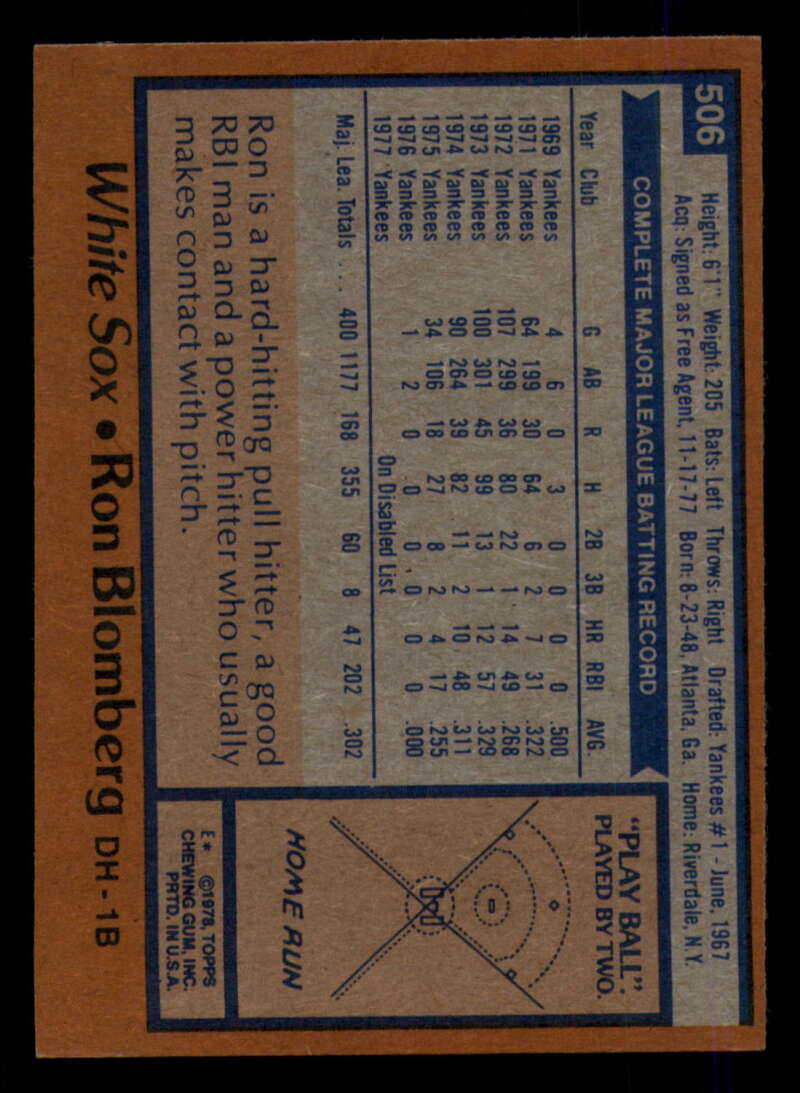 506
Height: 6'1" Weight: 205 Bats: Left Throws: Right Drafted: Yankees #1 - June, 1967
Acq: Signed as Free Agent, 11-17-77 Born: 8-23-48, Atlanta, Ga Home: Riverdale, N.Y.
COMPLETE MAJOR LEAGUE BATTING RECORD
Year Club G AB R H 2B 3B HR RBI AVG.
1969 Yankees 4 6 0 3 0 0 0 0 .500
1971 Yankees 64 199 30 64 6 2 7 31 .322
1972 Yankees 107 299 36 80 22 1 14 49 .268
1973 Yankees 100 301 45 99 13 1 12 57 .329
1974 Yankees 90 264 39 82 11 2 10 48 .311
1975 Yankees 34 106 18 27 8 2 4 17 .255
1976 Yankees 1 2 0 0 0 0 0 0 .000
1977 Yankees On Disabled List
Maj. Lea. Totals .... 400 1177 168 355 60 8 47 202 .302
Ron is a hard-hitting pull hitter, a good
RBI man and a power hitter who usually
makes contact with pitch.
"PLAY BALL":
PLAYED BY TWO.
HOME RUN
E* ©1978, TOPPS
CHEWING GUM, INC.
PRTD. IN U.S.A.
White Sox • Ron Blomberg DH - 1B